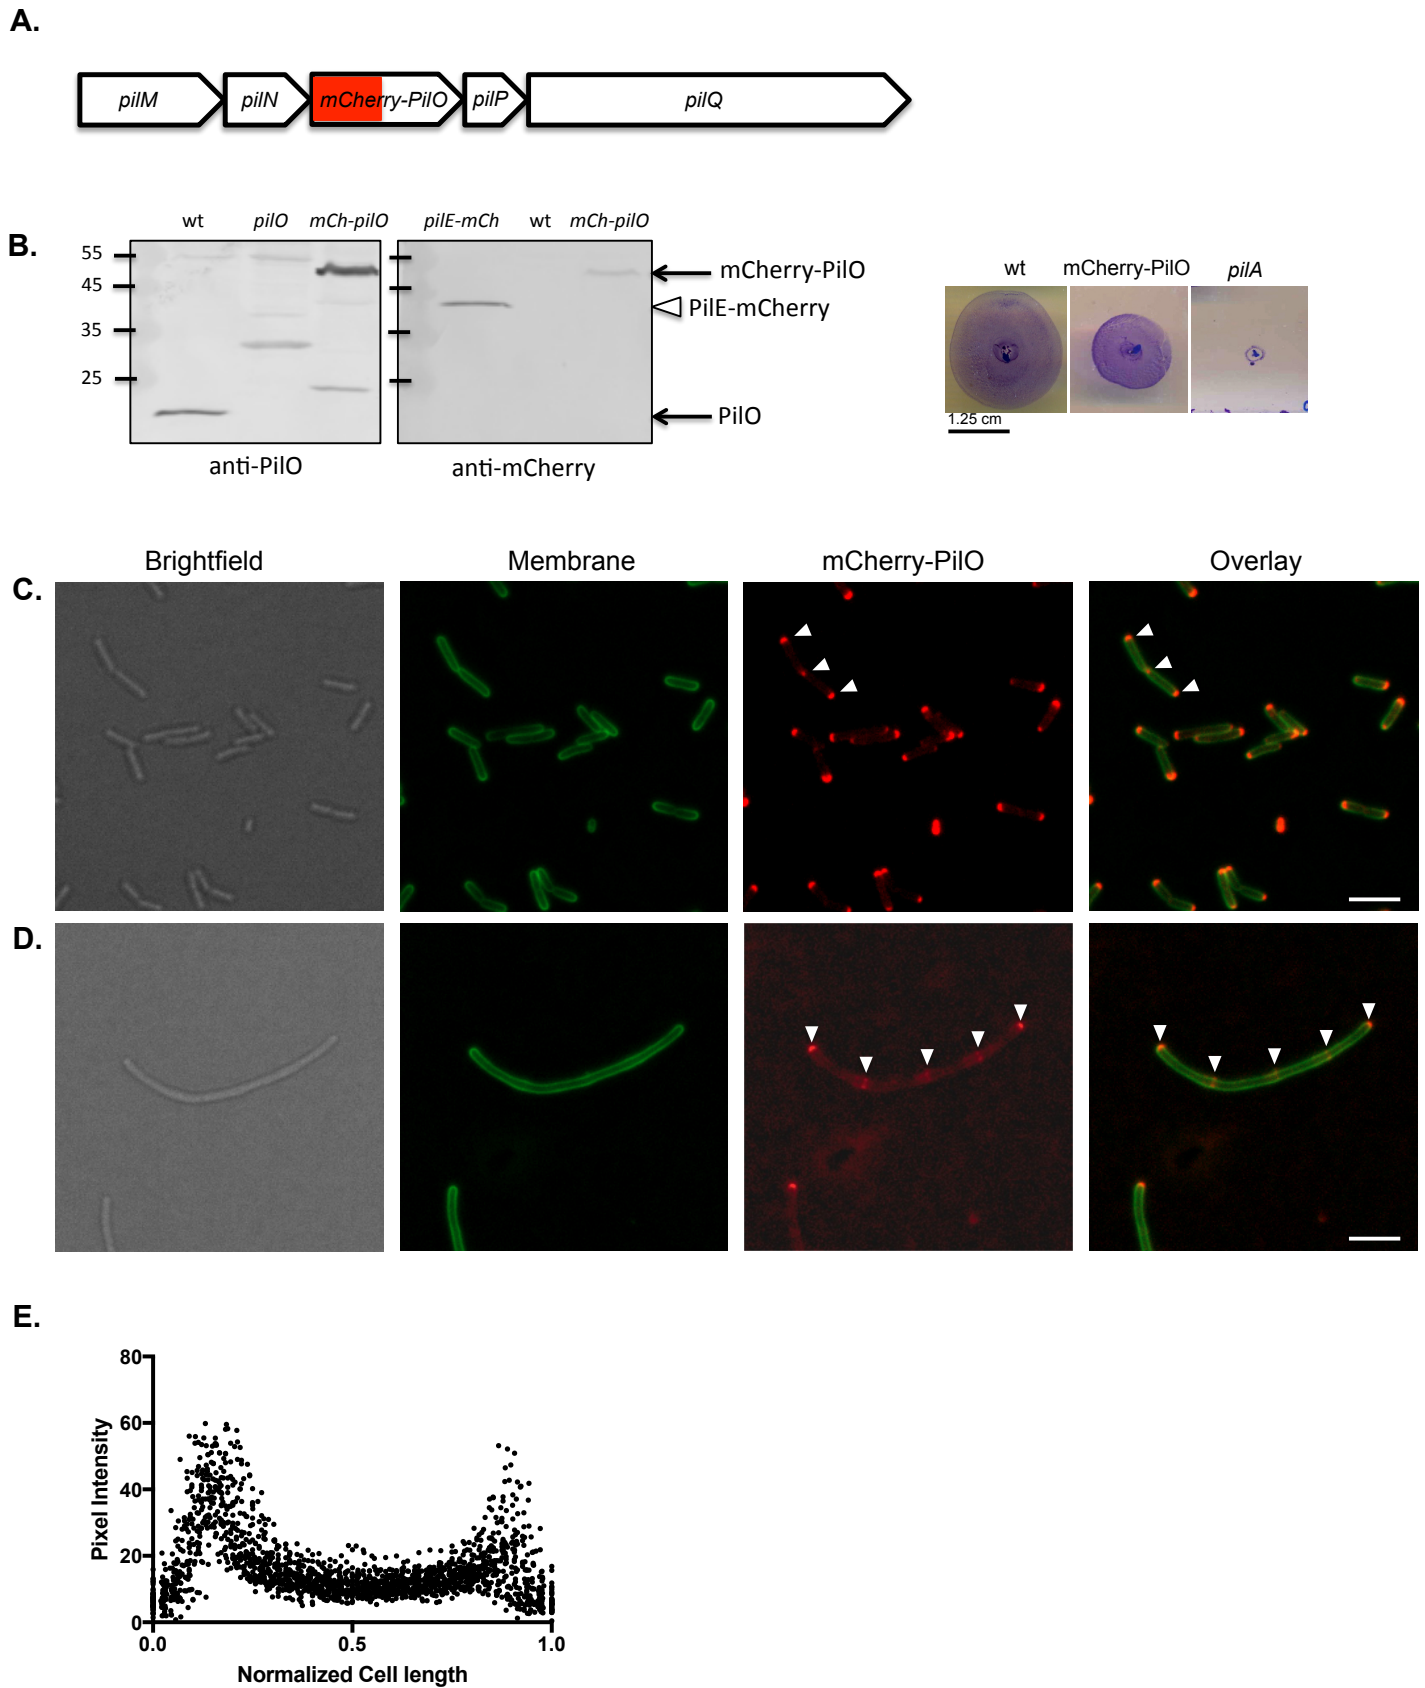 A.
pilM pilN mCherry-PilO pilP pilQ
B.
wt pilO mCh-pilO pilE-mCh wt mCh-pilO
55
45
35
25
mCherry-PilO
PilE-mCherry
PilO
anti-PilO anti-mCherry
wt mCherry-PilO pilA
1.25 cm
Brightfield Membrane mCherry-PilO Overlay
C.
D.
E.
80
60
40
20
0
Pixel Intensity
0.0 0.5 1.0
Normalized Cell length